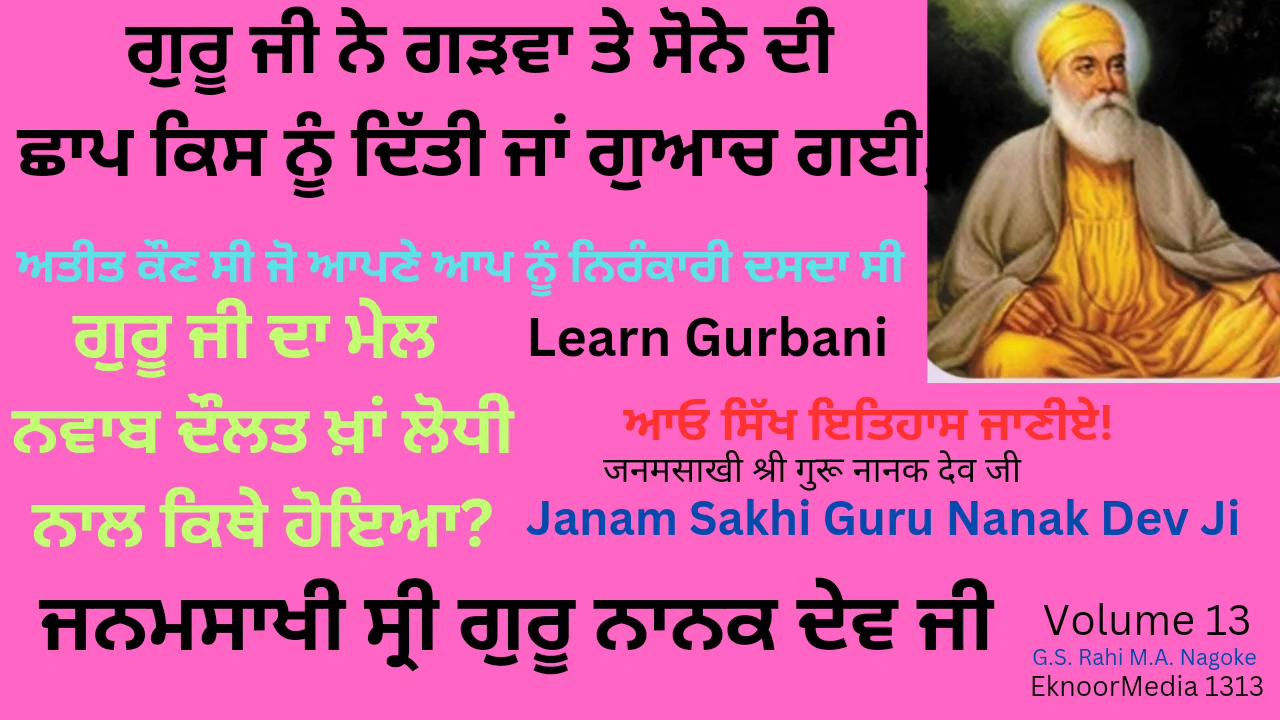 ਗੁਰੂ ਜੀ ਨੇ ਗੜਵਾ ਤੇ ਸੋਨੇ ਦੀ
ਛਾਪ ਕਿਸ ਨੂੰ ਦਿੱਤੀ ਜਾਂ ਗੁਆਚ ਗਈ,
ਅਤੀਤ ਕੌਣ ਸੀ ਜੋ ਆਪਣੇ ਆਪ ਨੂੰ ਨਿਰੰਕਾਰੀ ਦਸਦਾ ਸੀ
ਗੁਰੂ ਜੀ ਦਾ ਮੇਲ
ਨਵਾਬ ਦੌਲਤ ਖ਼ਾਂ ਲੋਧੀ
ਨਾਲ ਕਿਥੇ ਹੋਇਆ?
Learn Gurbani
ਆਓ ਸਿੱਖ ਇਤਿਹਾਸ ਜਾਣੀਏ!
जनमसाखी श्री गुरू नानक देव जी
Janam Sakhi Guru Nanak Dev Ji
ਜਨਮਸਾਖੀ ਸ੍ਰੀ ਗੁਰੂ ਨਾਨਕ ਦੇਵ ਜੀ
Volume 13
G.S. Rahi M.A. Nagoke
EknoorMedia 1313